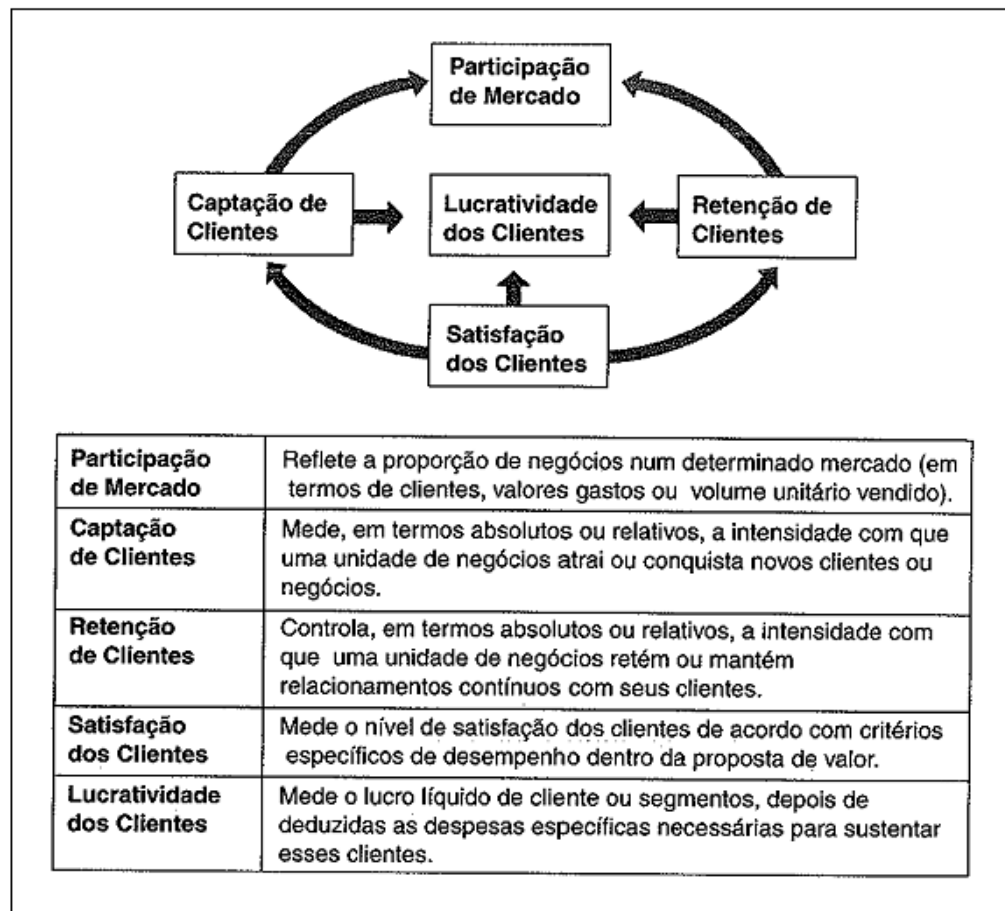 Participação
de Mercado
Captação de
Clientes
Lucratividade
dos Clientes
Retenção de
Clientes
Satisfação
dos Clientes
Participação
de Mercado
Reflete a proporção de negócios num determinado mercado (em
termos de clientes, valores gastos ou volume unitário vendido).
Captação
de Clientes
Mede, em termos absolutos ou relativos, a intensidade com que
uma unidade de negócios atrai ou conquista novos clientes ou
negócios.
Retenção
de Clientes
Controla, em termos absolutos ou relativos, a intensidade com
que uma unidade de negócios retém ou mantém
relacionamentos contínuos com seus clientes.
Satisfação
dos Clientes
Mede o nível de satisfação dos clientes de acordo com critérios
específicos de desempenho dentro da proposta de valor.
Lucratividade
dos Clientes
Mede o lucro líquido de cliente ou segmentos, depois de
deduzidas as despesas específicas necessárias para sustentar
esses clientes.